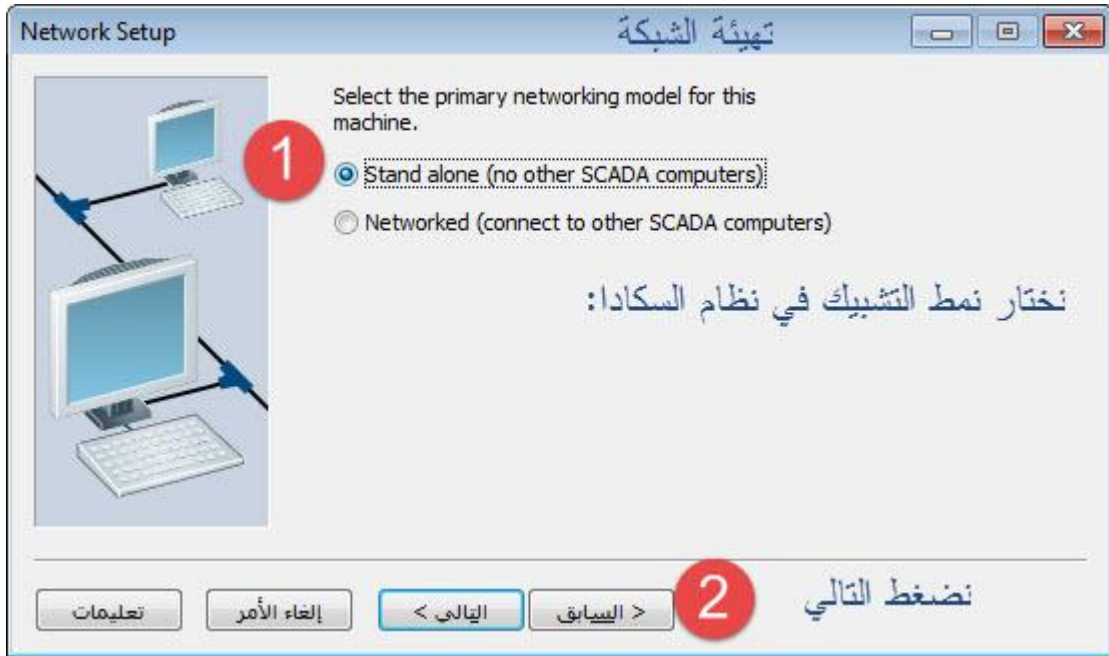 Network Setup
تهيئة الشبكة
Select the primary networking model for this
machine.
1
Stand alone (no other SCADA computers)
Networked (connect to other SCADA computers)
نختار نمط التشبيك في نظام السكادا:
تعليمات
إلغاء الأمر
التالي >
< السابق
2
نضغط التالي